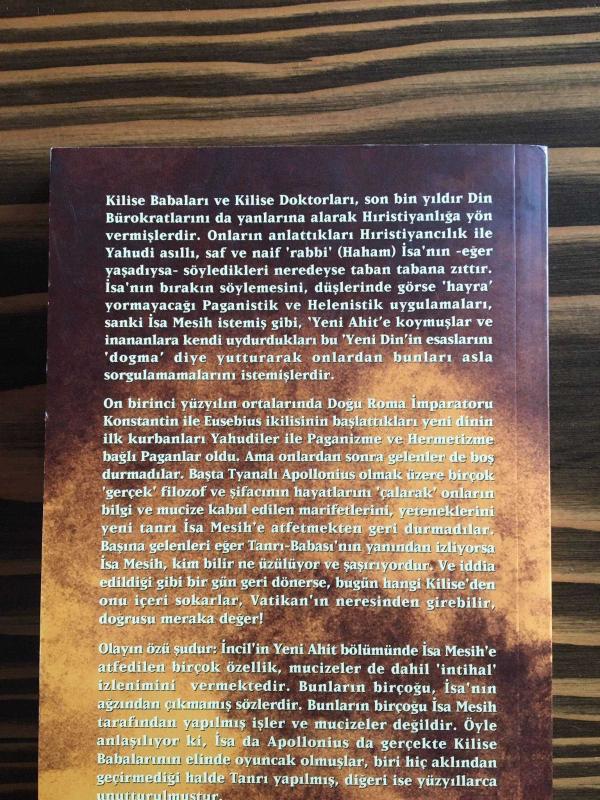 Kilise Babaları ve Kilise Doktorları, son bin yıldır Din
Bürokratlarını da yanlarına alarak Hıristiyanlığa yön
vermişlerdir. Onların anlattıkları Hıristiyancılık ile
Yahudi asıllı, saf ve naif 'rabbi' (Haham) İsa'nın -eğer
yaşadıysa- söyledikleri neredeyse taban tabana zıttır.
İsa'nın bırakın söylemesini, düşlerinde görse 'hayra'
yormayacağı Paganistik ve Helenistik uygulamaları,
sanki İsa Mesih istemiş gibi, 'Yeni Ahit'e koymuşlar ve
inananlara kendi uydurdukları bu 'Yeni Din'in esaslarını
'dogma' diye yutturarak onlardan bunları asla
sorgulamamalarını istemişlerdir.
On birinci yüzyılın ortalarında Doğu Roma İmparatoru
Konstantin ile Eusebius ikilisinin başlattıkları yeni dinin
ilk kurbanları Yahudiler ile Paganizme ve Hermetizme
bağlı Paganlar oldu. Ama onlardan sonra gelenler de boş
durmadılar. Başta Tyanalı Apollonius olmak üzere birçok
'gerçek' filozof ve şifacının hayatlarını 'çalarak' onların
bilgi ve mucize kabul edilen marifetlerini, yeteneklerini
yeni tanrı İsa Mesih'e atfetmekten geri durmadılar.
Başına gelenleri eğer Tanrı-Babası'nın yanından izliyorsa
İsa Mesih, kim bilir ne üzülüyor ve şaşırıyordur. Ve iddia
edildiği gibi bir gün geri dönerse, bugün hangi Kilise'den
onu içeri sokarlar, Vatikan'ın neresinden girebilir,
doğrusu meraka değer!
Olayın özü şudur: İncil'in Yeni Ahit bölümünde İsa Mesih'e
atfedilen birçok özellik, mucizeler de dahil 'intihal'
izlenimini vermektedir. Bunların birçoğu, İsa'nın
ağzından çıkmamış sözlerdir. Bunların birçoğu İsa Mesih
tarafından yapılmış işler ve mucizeler değildir. Öyle
anlaşılıyor ki, İsa da Apollonius da gerçekte Kilise
Babalarının elinde oyuncak olmuşlar, biri hiç aklından
geçirmediği halde Tanrı yapılmış, diğeri ise yüzyıllarca
unutturulmuştur.